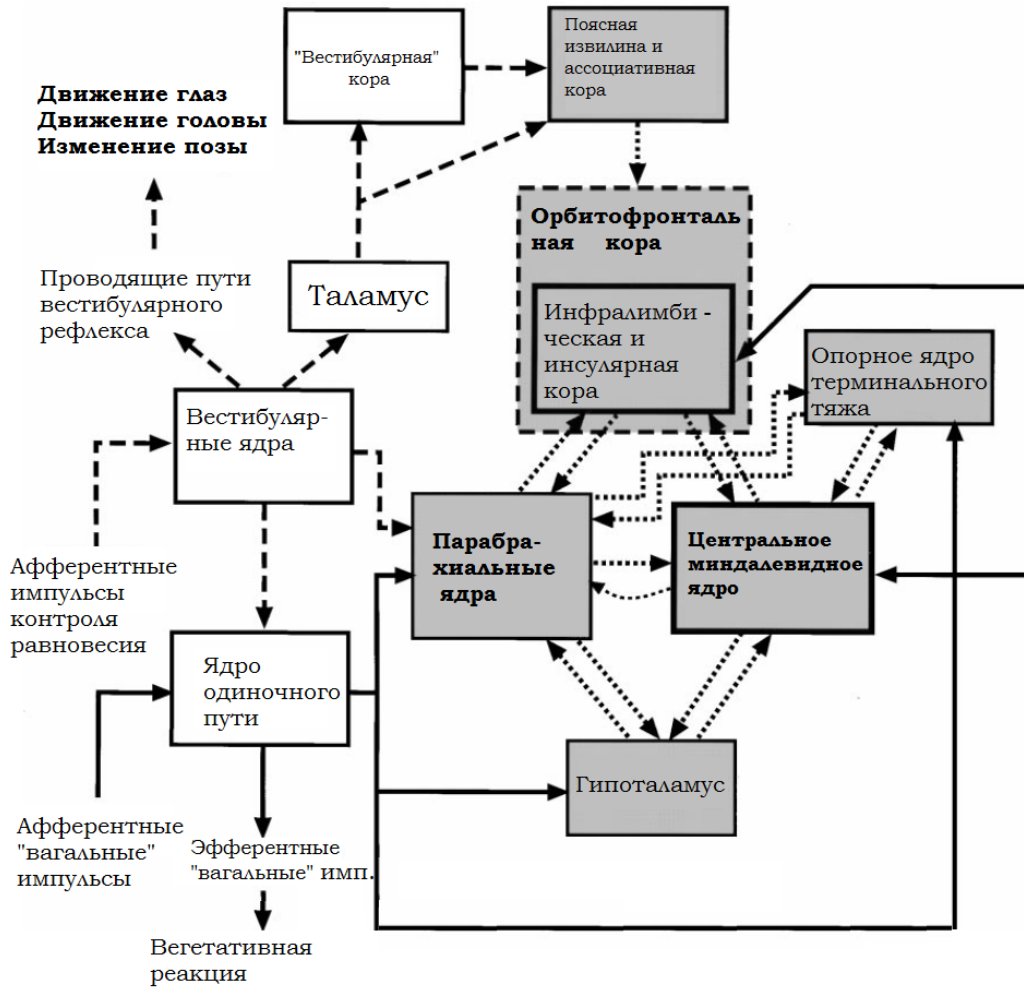 "Вестибулярная"
кора
Поясная
извилина и
ассоциативная
кора
Движение глаз
Движение головы
Изменение позы
Орбитофронталь
ная кора
Проводящие пути
вестибулярного
рефлекса
Таламус
Инфралимби -
ческая и
инсулярная
кора
Опорное ядро
терминального
тяжа
Вестибуляр-
ные ядра
Парабра-
хиальные
ядра
Центральное
миндалевидное
ядро
Афферентные
импульсы
контроля
равновесия
Ядро
одиночного
пути
Гипоталамус
Афферентные
"вагальные"
импульсы
Эфферентные
"вагальные" имп.
Вегетативная
реакция